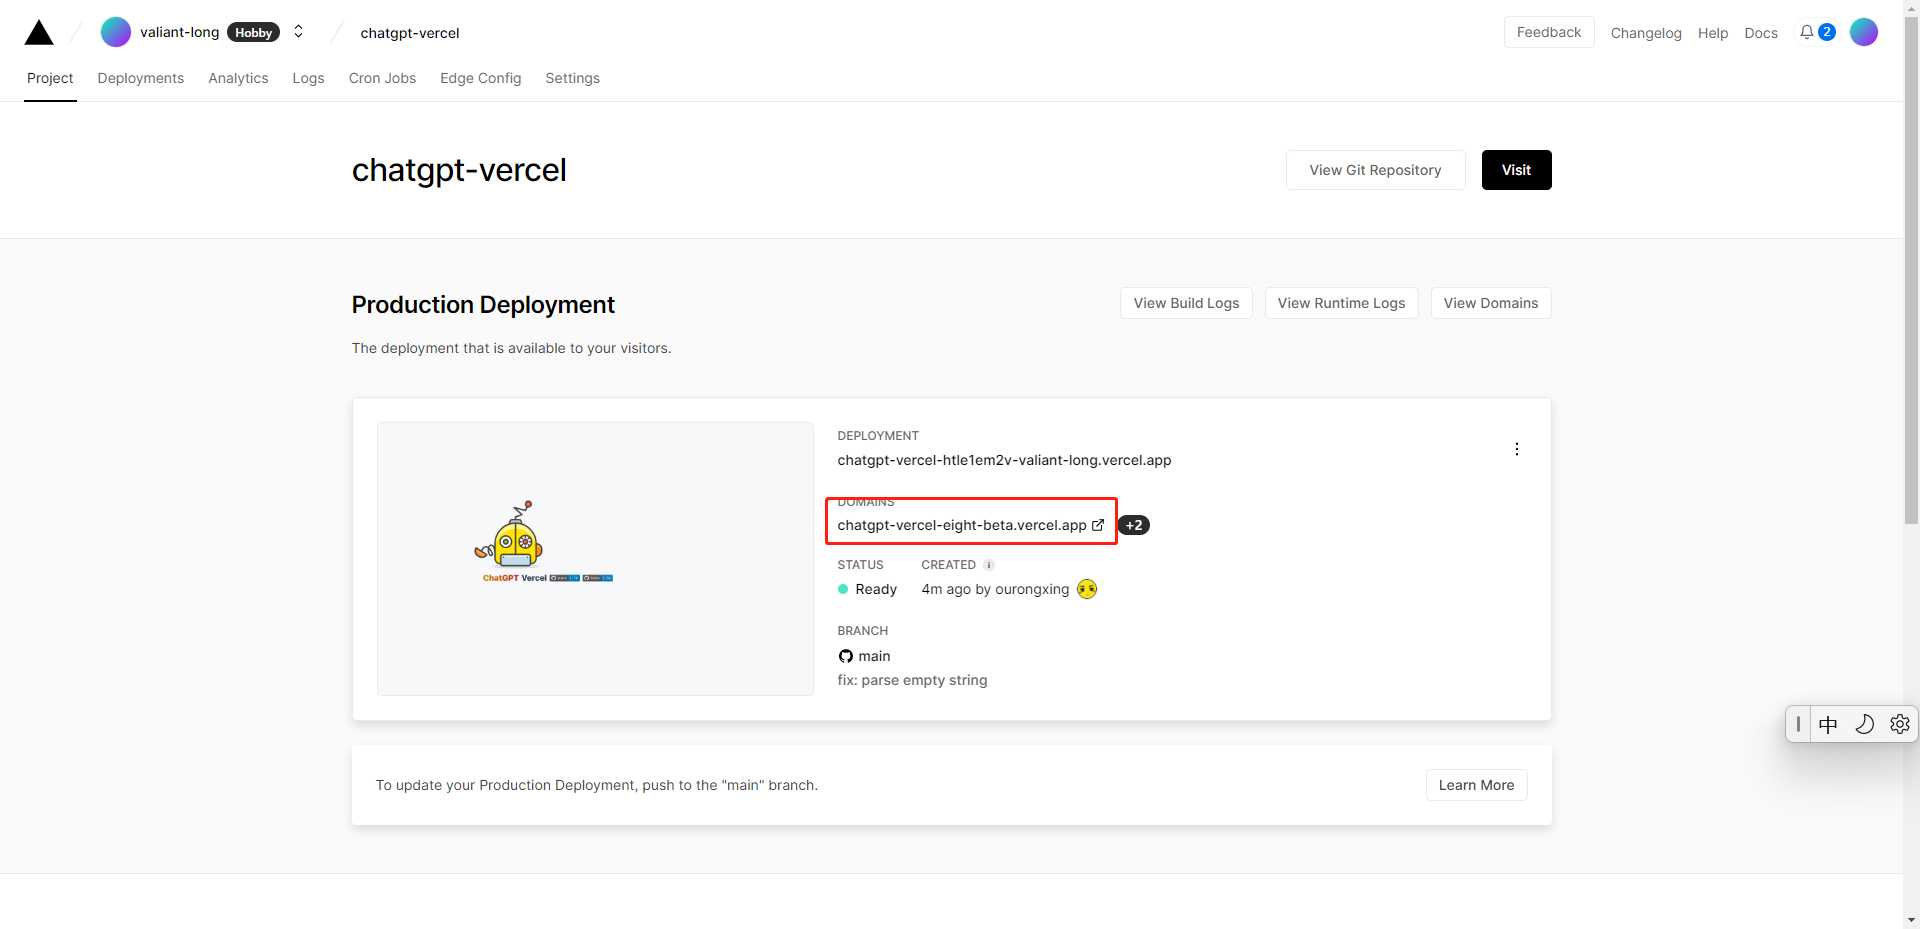 valiant-long Hobby chatgpt-vercel Feedback Changelog Help Docs 2
Project Deployments Analytics Logs Cron Jobs Edge Config Settings
chatgpt-vercel View Git Repository Visit
Production Deployment View Build Logs View Runtime Logs View Domains
The deployment that is available to your visitors.
DEPLOYMENT
chatgpt-vercel-htle1em2v-valiant-long.vercel.app
DOMAINS
chatgpt-vercel-eight-beta.vercel.app +2
STATUS CREATED
Ready 4m ago by ourongxing
BRANCH
main
fix: parse empty string
ChatGPT Vercel
中
To update your Production Deployment, push to the "main" branch. Learn More